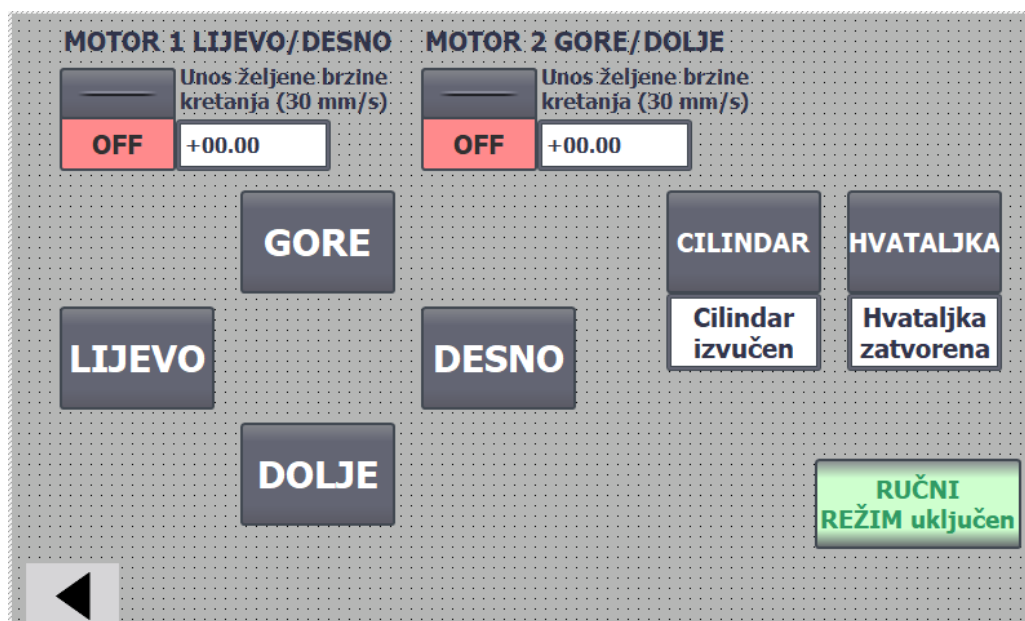 MOTOR 1 LIJEVO/DESNO
Unos željene brzine
kretanja (30 mm/s)
OFF
+00.00
MOTOR 2 GORE/DOLJE
Unos željene brzine
kretanja (30 mm/s)
OFF
+00.00
GORE
LIJEVO
DESNO
DOLJE
CILINDAR
Cilindar
izvučen
HVATALJKA
Hvataljka
zatvorena
RUČNI
REŽIM uključen